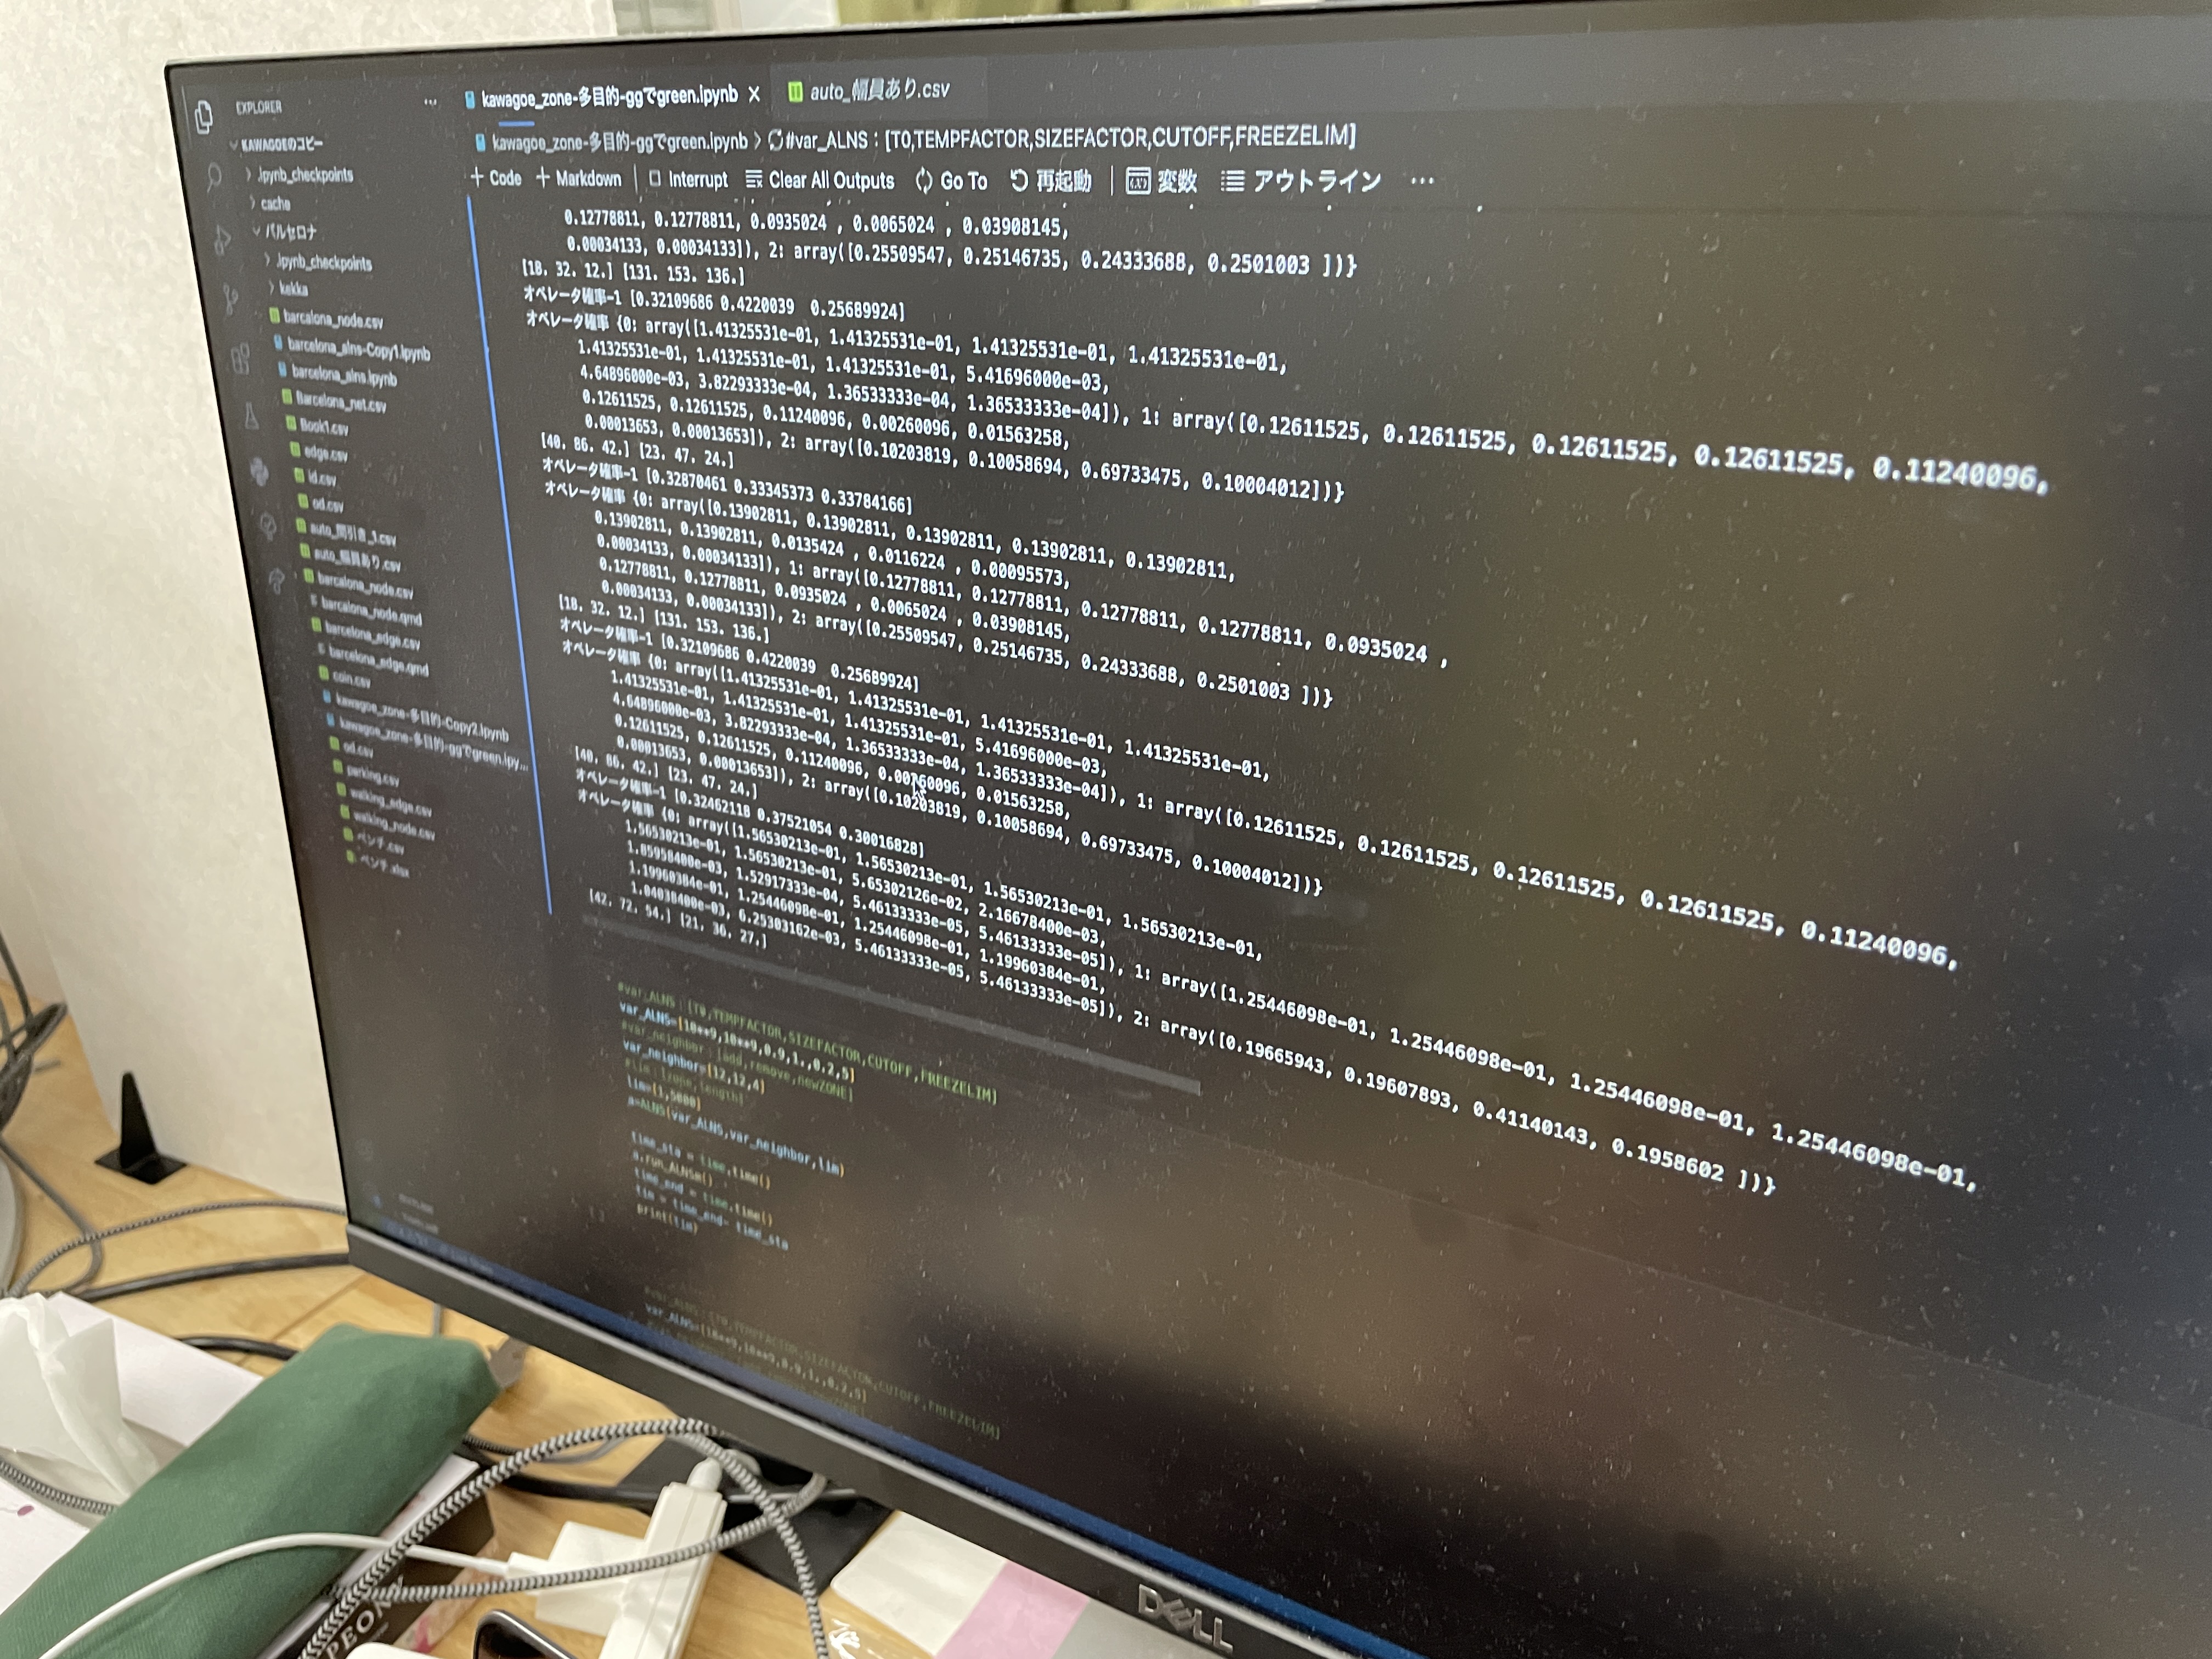 EXPLORER
KAWAGOEのコピー
.ipynb_checkpoints
cache
バルセロナ
.ipynb_checkpoints
kekka
barcalona_node.csv
barcelona_alns-Copy1.ipynb
barcelona_alns.ipynb
Barcelona_net.csv
Book1.csv
edge.csv
id.csv
od.csv
auto_間引き_1.csv
auto_幅員あり.csv
barcalona_node.csv
barcalona_node.qmd
barcelona_edge.csv
barcelona_edge.qmd
coin.csv
kawagoe_zone-多目的-Copy2.ipynb
kawagoe_zone-多目的-ggでgreen.ipy...
od.csv
parking.csv
walking_edge.csv
walking_node.csv
ベンチ.csv
ベンチ.xlsx
kawagoe_zone-多目的-ggでgreen.ipynb
auto_幅員あり.csv
kawagoe_zone-多目的-ggでgreen.ipynb > #var_ALNS : [T0,TEMPFACTOR,SIZEFACTOR,CUTOFF,FREEZELIM]
+ Code + Markdown Interrupt Clear All Outputs Go To 再起動 変数 アウトライン ...
0.12778811, 0.12778811, 0.0935024 , 0.0065024 , 0.03908145,
0.00034133, 0.00034133]), 2: array([0.25509547, 0.25146735, 0.24333688, 0.2501003 ])}
[18. 32. 12.] [131. 153. 136.]
オペレータ確率-1 [0.32109686 0.4220039  0.25689924]
オペレータ確率 {0: array([1.41325531e-01, 1.41325531e-01, 1.41325531e-01, 1.41325531e-01,
1.41325531e-01, 1.41325531e-01, 1.41325531e-01, 5.41696000e-03,
4.64896000e-03, 3.82293333e-04, 1.36533333e-04, 1.36533333e-04]), 1: array([0.12611525, 0.12611525, 0.12611525, 0.12611525, 0.11240096,
0.12611525, 0.12611525, 0.11240096, 0.00260096, 0.01563258,
0.00013653, 0.00013653]), 2: array([0.10203819, 0.10058694, 0.69733475, 0.10004012])}
[40. 86. 42.] [23. 47. 24.]
オペレータ確率-1 [0.32870461 0.33345373 0.33784166]
オペレータ確率 {0: array([0.13902811, 0.13902811, 0.13902811, 0.13902811, 0.13902811,
0.13902811, 0.13902811, 0.0135424 , 0.0116224 , 0.00095573,
0.00034133, 0.00034133]), 1: array([0.12778811, 0.12778811, 0.12778811, 0.12778811, 0.0935024 ,
0.12778811, 0.12778811, 0.0935024 , 0.0065024 , 0.03908145,
0.00034133, 0.00034133]), 2: array([0.25509547, 0.25146735, 0.24333688, 0.2501003 ])}
[18. 32. 12.] [131. 153. 136.]
オペレータ確率-1 [0.32109686 0.4220039  0.25689924]
オペレータ確率 {0: array([1.41325531e-01, 1.41325531e-01, 1.41325531e-01, 1.41325531e-01,
1.41325531e-01, 1.41325531e-01, 1.41325531e-01, 5.41696000e-03,
4.64896000e-03, 3.82293333e-04, 1.36533333e-04, 1.36533333e-04]), 1: array([0.12611525, 0.12611525, 0.12611525, 0.12611525, 0.11240096,
0.12611525, 0.12611525, 0.11240096, 0.00260096, 0.01563258,
0.00013653, 0.00013653]), 2: array([0.10203819, 0.10058694, 0.69733475, 0.10004012])}
[40. 86. 42.] [23. 47. 24.]
オペレータ確率-1 [0.32462118 0.37521054 0.30016828]
オペレータ確率 {0: array([1.56530213e-01, 1.56530213e-01, 1.56530213e-01, 1.56530213e-01,
1.56530213e-01, 1.56530213e-01, 5.65302126e-02, 2.16678400e-03,
1.85958400e-03, 1.52917333e-04, 5.46133333e-05, 5.46133333e-05]), 1: array([1.25446098e-01, 1.25446098e-01, 1.25446098e-01, 1.25446098e-01,
1.19960384e-01, 1.25446098e-01, 1.25446098e-01, 1.19960384e-01,
1.04038400e-03, 6.25303162e-03, 5.46133333e-05, 5.46133333e-05]), 2: array([0.19665943, 0.19607893, 0.41140143, 0.1958602 ])}
[42. 72. 54.] [21. 36. 27.]
#var_ALNS : [T0,TEMPFACTOR,SIZEFACTOR,CUTOFF,FREEZELIM]
var_ALNS=[10**9,10**9,0.9,1.,0.2,5]
#var_neighbor : [add,remove,newZONE]
var_neighbor=[12,12,4]
#lim : [zone,length]
lim=[1,5000]
a=ALNS(var_ALNS,var_neighbor,lim)
time_sta = time.time()
a.run_ALNSm()
time_end = time.time()
tim = time_end- time_sta
print(tim)
#var_ALNS : [T0,TEMPFACTOR,SIZEFACTOR,CUTOFF,FREEZELIM]
var_ALNS=[10**9,10**9,0.9,1.,0.2,5]
DELL